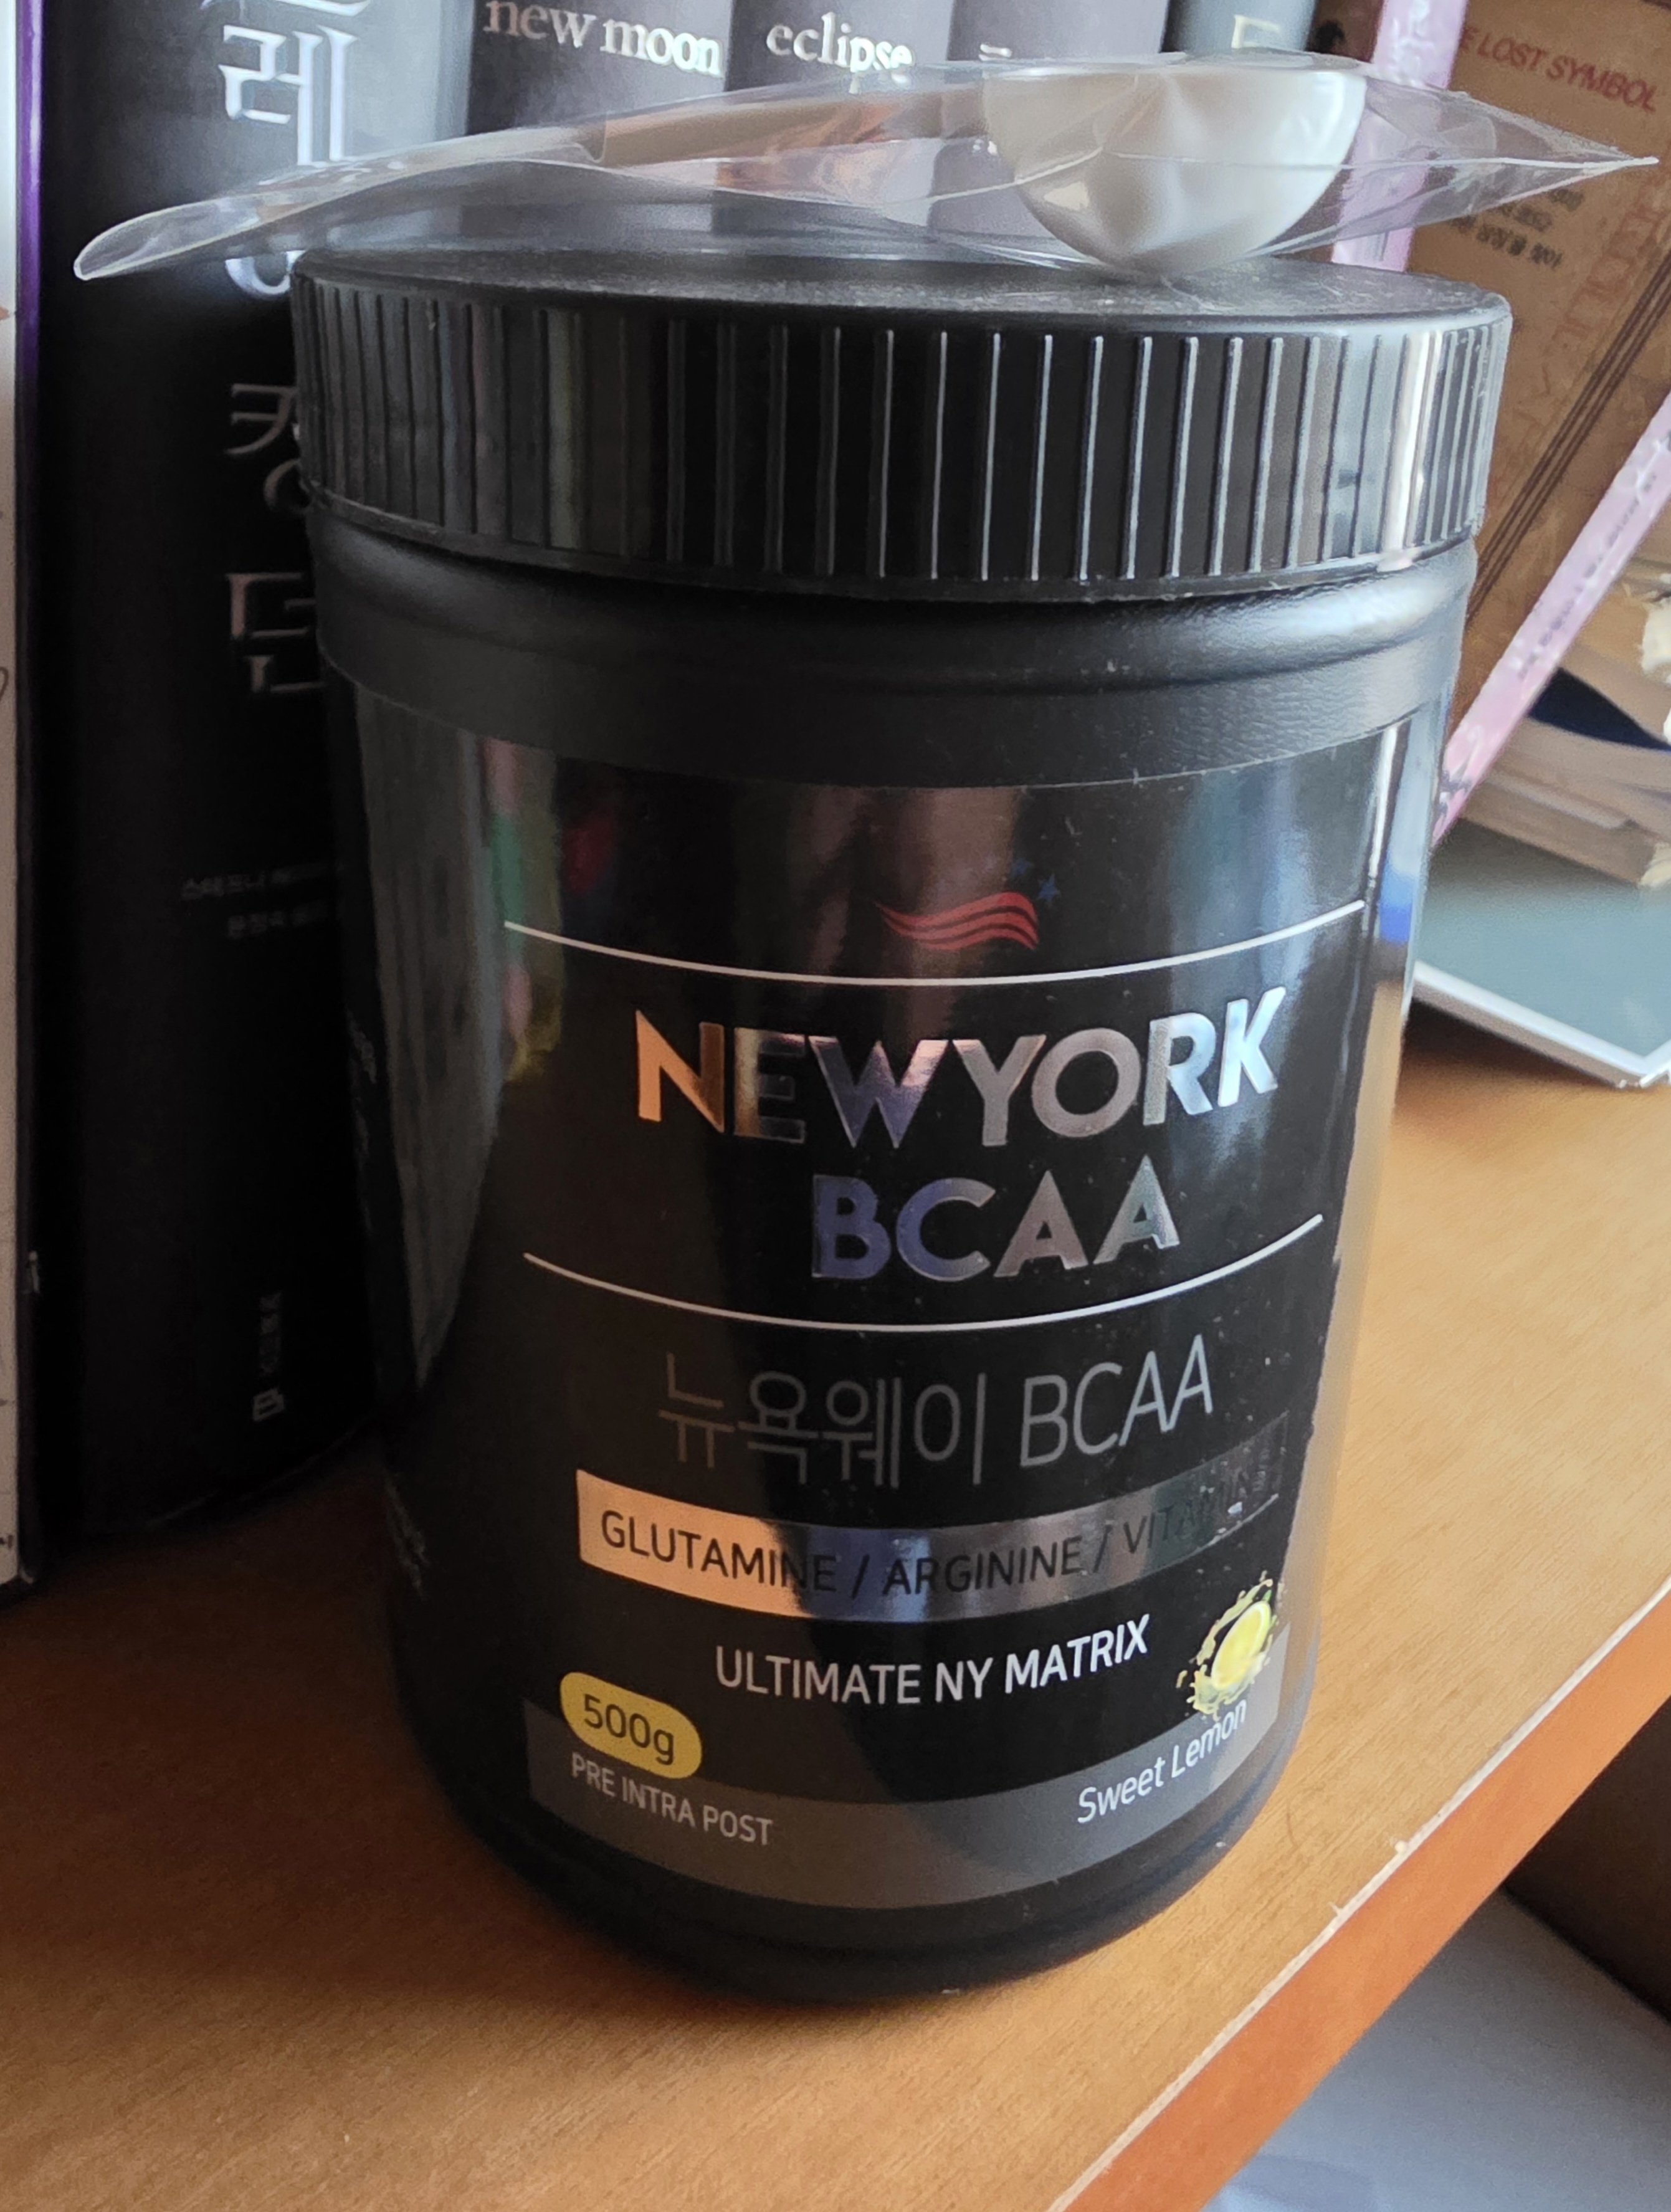 new moon
eclipse
LOST SYMBOL
NEWYORK
BCAA
뉴욕웨이 BCAA
GLUTAMINE / ARGININE / VITAMIN
ULTIMATE NY MATRIX
500g
PRE INTRA POST
Sweet Lemon